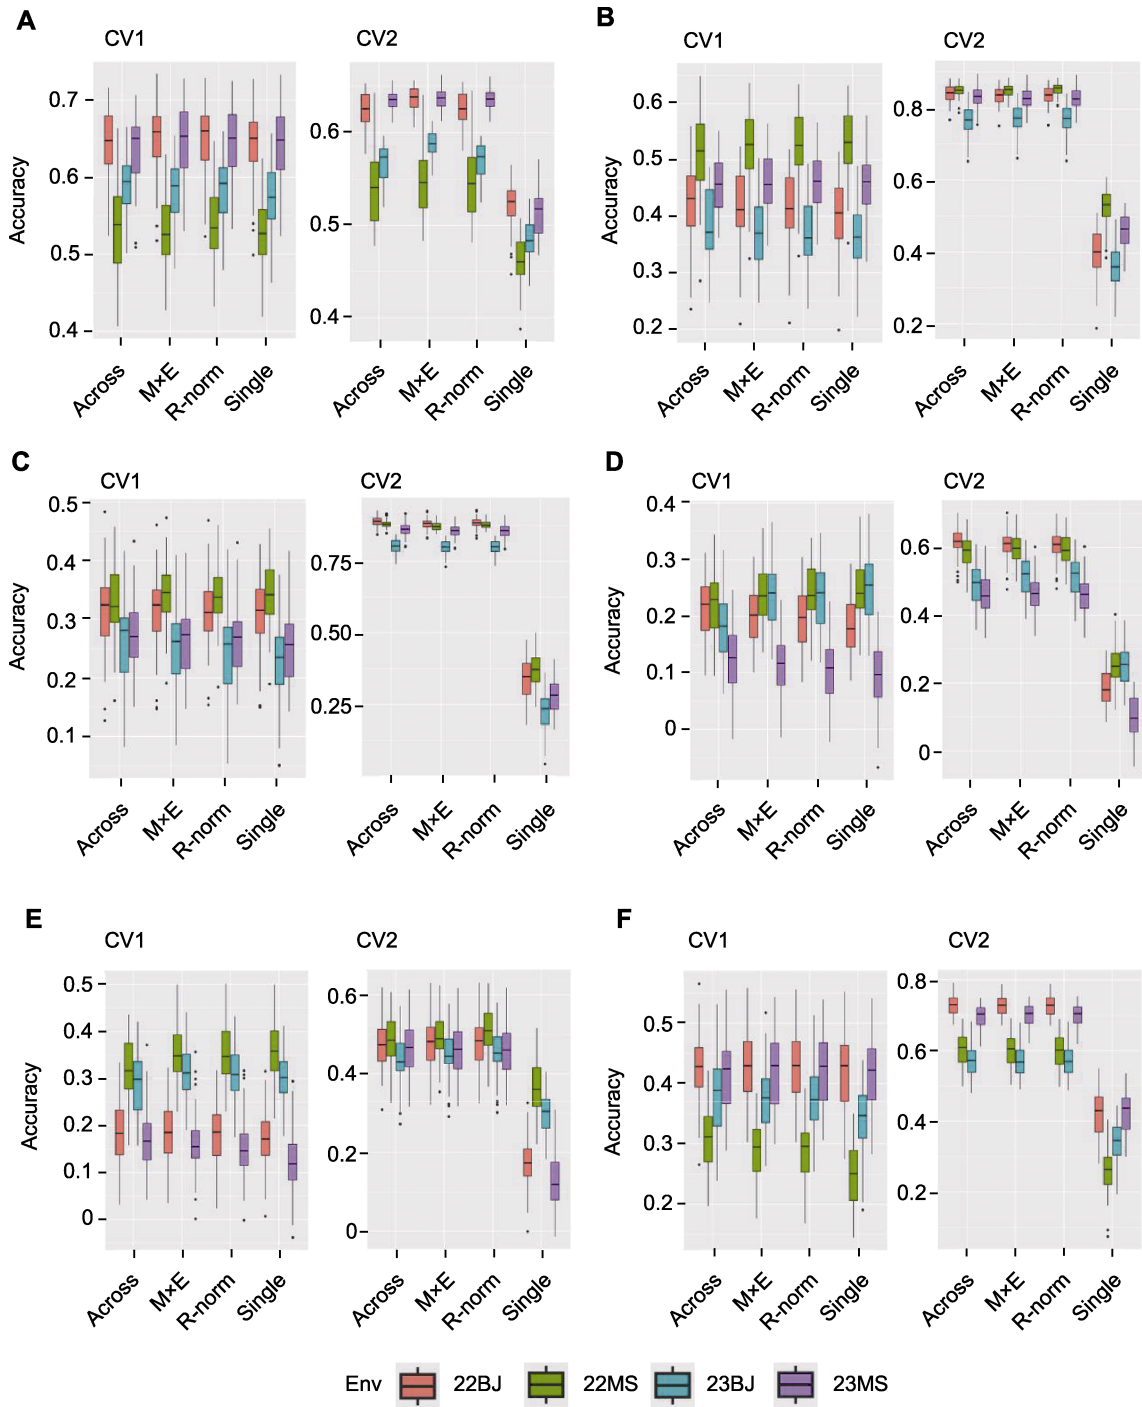 A
CV1
CV2
Accuracy
0.7
0.6
0.5
0.4
0.6
0.5
0.4
Across
M×E
R-norm
Single
Across
M×E
R-norm
Single
B
CV1
CV2
Accuracy
0.6
0.5
0.4
0.3
0.2
0.8
0.6
0.4
0.2
Across
M×E
R-norm
Single
Across
M×E
R-norm
Single
C
CV1
CV2
Accuracy
0.5
0.4
0.3
0.2
0.1
0.75
0.50
0.25
Across
M×E
R-norm
Single
Across
M×E
R-norm
Single
D
CV1
CV2
Accuracy
0.4
0.3
0.2
0.1
0
0.6
0.4
0.2
0
Across
M×E
R-norm
Single
Across
M×E
R-norm
Single
E
CV1
CV2
Accuracy
0.5
0.4
0.3
0.2
0.1
0
0.6
0.4
0.2
0
Across
M×E
R-norm
Single
Across
M×E
R-norm
Single
F
CV1
CV2
Accuracy
0.5
0.4
0.3
0.2
0.8
0.6
0.4
0.2
Across
M×E
R-norm
Single
Across
M×E
R-norm
Single
Env 22BJ 22MS 23BJ 23MS